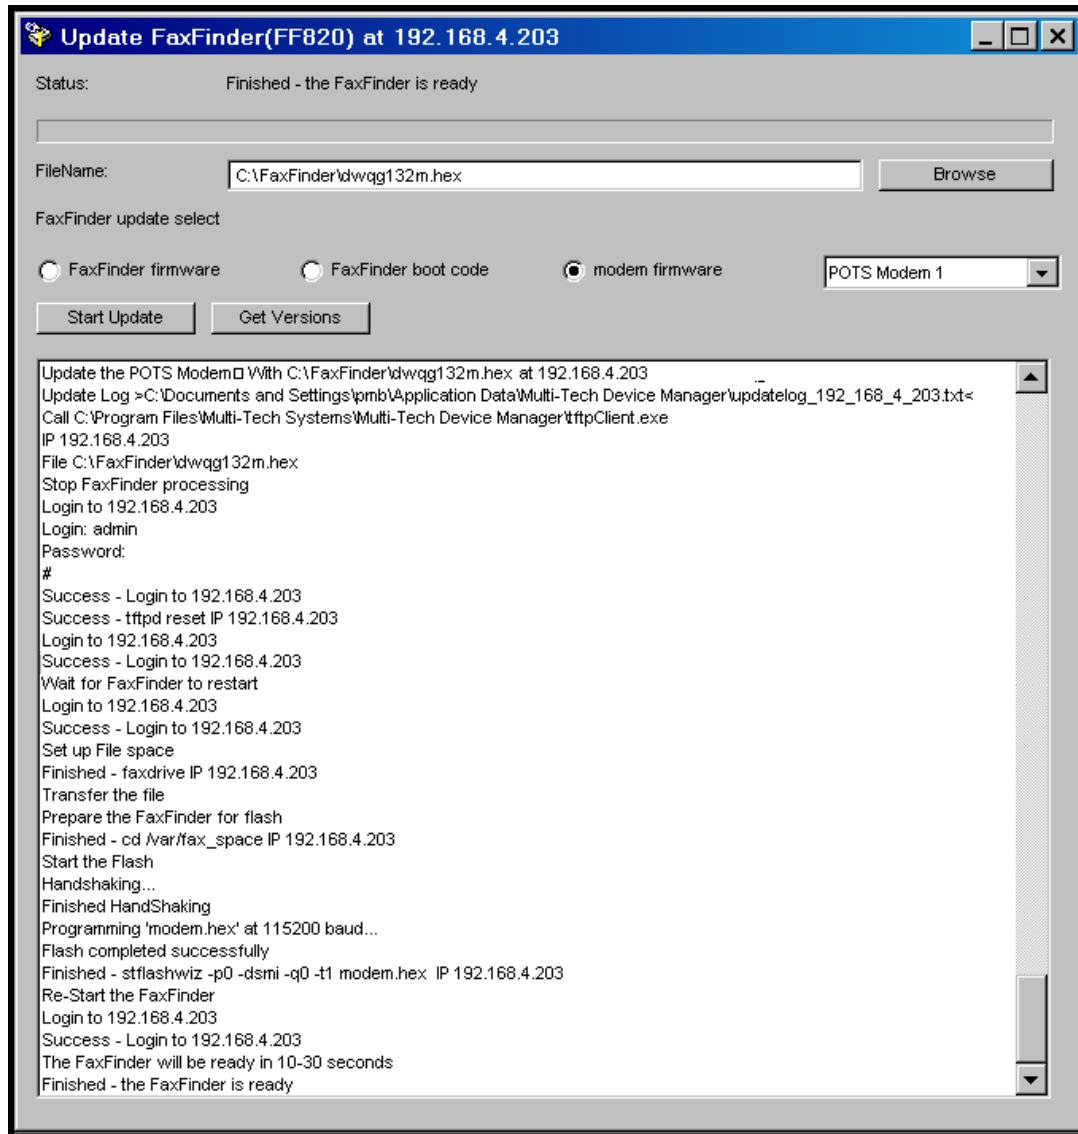 Update FaxFinder(FF820) at 192.168.4.203
Status: Finished - the FaxFinder is ready
FileName: C:\FaxFinder\dwqg132m.hex Browse
FaxFinder update select
FaxFinder firmware FaxFinder boot code modem firmware POTS Modem 1
Start Update Get Versions
Update the POTS Modem□ With C:\FaxFinder\dwqg132m.hex at 192.168.4.203
Update Log >C:\Documents and Settings\pmb\Application Data\Multi-Tech Device Manager\updatelog_192_168_4_203.txt<
Call C:\Program Files\Multi-Tech Systems\Multi-Tech Device Manager\tftpClient.exe
IP 192.168.4.203
File C:\FaxFinder\dwqg132m.hex
Stop FaxFinder processing
Login to 192.168.4.203
Login: admin
Password:
#
Success - Login to 192.168.4.203
Success - tftpd reset IP 192.168.4.203
Login to 192.168.4.203
Success - Login to 192.168.4.203
Wait for FaxFinder to restart
Login to 192.168.4.203
Success - Login to 192.168.4.203
Set up File space
Finished - faxdrive IP 192.168.4.203
Transfer the file
Prepare the FaxFinder for flash
Finished - cd /var/fax_space IP 192.168.4.203
Start the Flash
Handshaking...
Finished HandShaking
Programming 'modem.hex' at 115200 baud...
Flash completed successfully
Finished - stflashwiz -p0 -dsmi -q0 -t1 modem.hex  IP 192.168.4.203
Re-Start the FaxFinder
Login to 192.168.4.203
Success - Login to 192.168.4.203
The FaxFinder will be ready in 10-30 seconds
Finished - the FaxFinder is ready